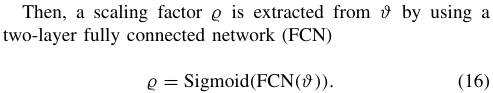 Then, a scaling factor ϱ is extracted from ϑ by using a
two-layer fully connected network (FCN)
ϱ = Sigmoid(FCN(ϑ)). (16)